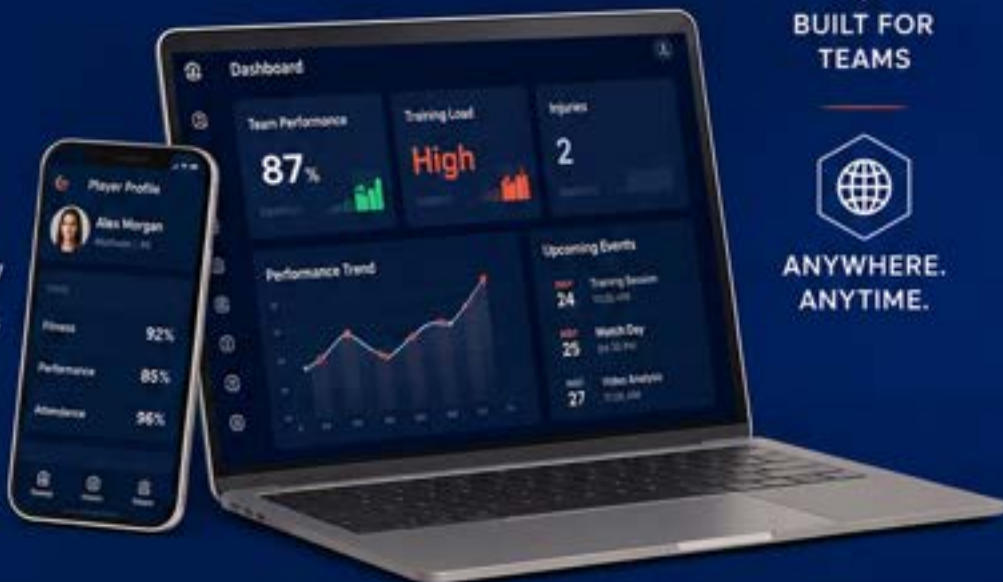 Player Profile
Alex Morgan
Fitness
92%
Performance
85%
Attendance
96%
Dashboard
Team Performance
87%
Training Load
High
Injuries
2
Performance Trend
Upcoming Events
24
Training Session
25
Match Day
27
Video Analysis
BUILT FOR
TEAMS
ANYWHERE.
ANYTIME.